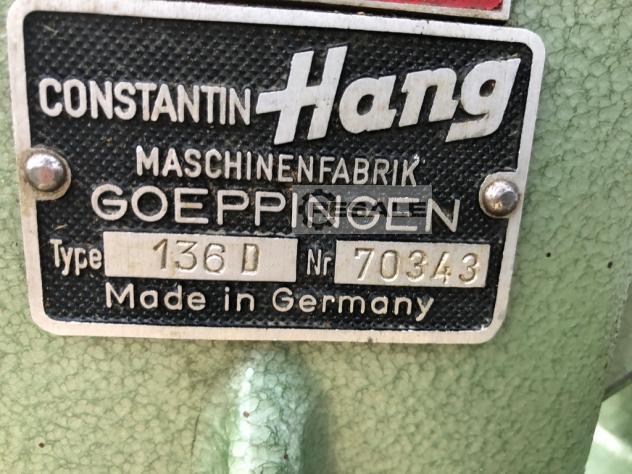 CONSTANTIN Hang
MASCHINENFABRIK
GOEPPINGEN
Type 136 D Nr 70343
Made in Germany